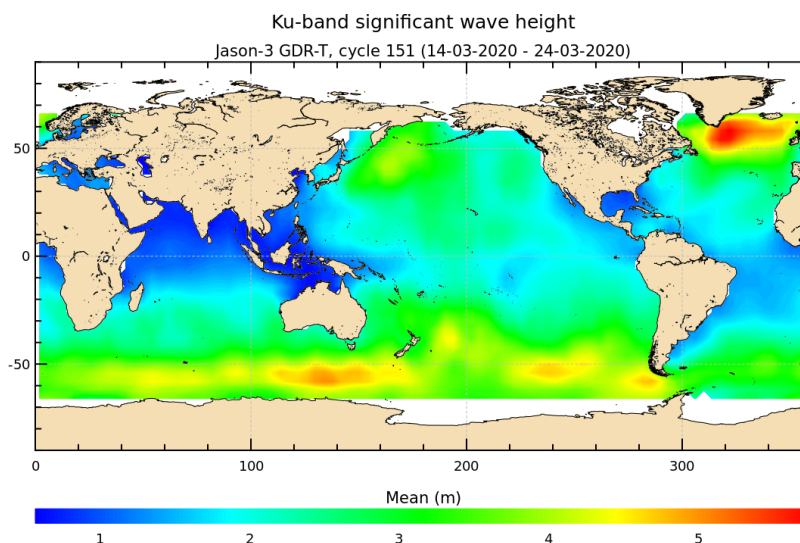 Ku-band significant wave height
Jason-3 GDR-T, cycle 151 (14-03-2020 - 24-03-2020)
50
0
-50
0 100 200 300
Mean (m)
1 2 3 4 5